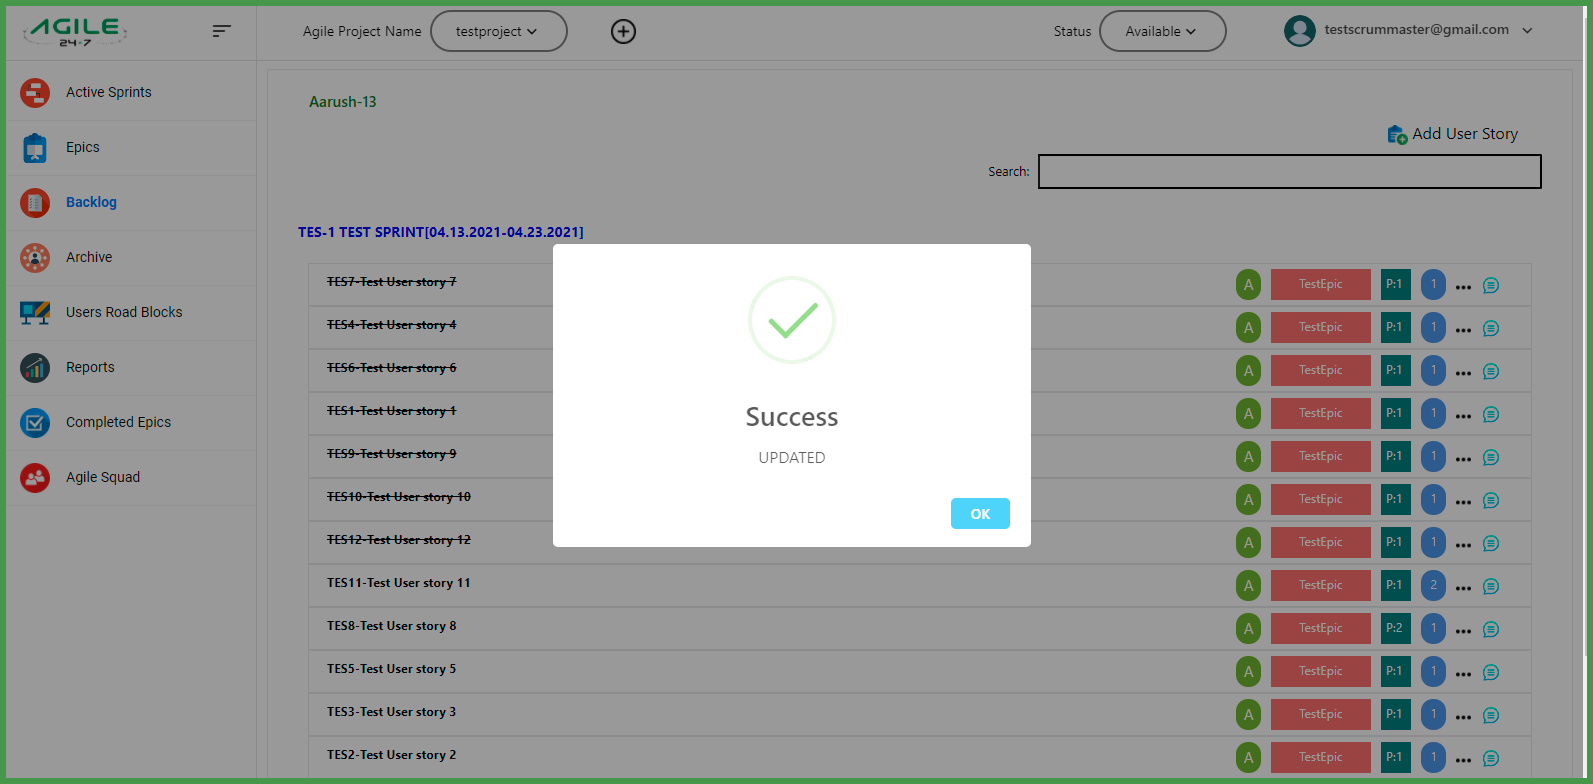 AGILE
24×7
Agile Project Name
testproject
Status
Available
testscrummaster@gmail.com
Active Sprints
Epics
Backlog
Archive
Users Road Blocks
Reports
Completed Epics
Agile Squad
Aarush-13
Add User Story
Search:
TES-1 TEST SPRINT[04.13.2021-04.23.2021]
TES7-Test User story 7 A TestEpic P:1 1
TES4-Test User story 4 A TestEpic P:1 1
TES6-Test User story 6 A TestEpic P:1 1
TES1-Test User story 1 A TestEpic P:1 1
TES9-Test User story 9 A TestEpic P:1 1
TES10-Test User story 10 A TestEpic P:1 1
TES12-Test User story 12 A TestEpic P:1 1
TES11-Test User story 11 A TestEpic P:1 2
TES8-Test User story 8 A TestEpic P:2 1
TES5-Test User story 5 A TestEpic P:1 1
TES3-Test User story 3 A TestEpic P:1 1
TES2-Test User story 2 A TestEpic P:1 1
Success
UPDATED
OK